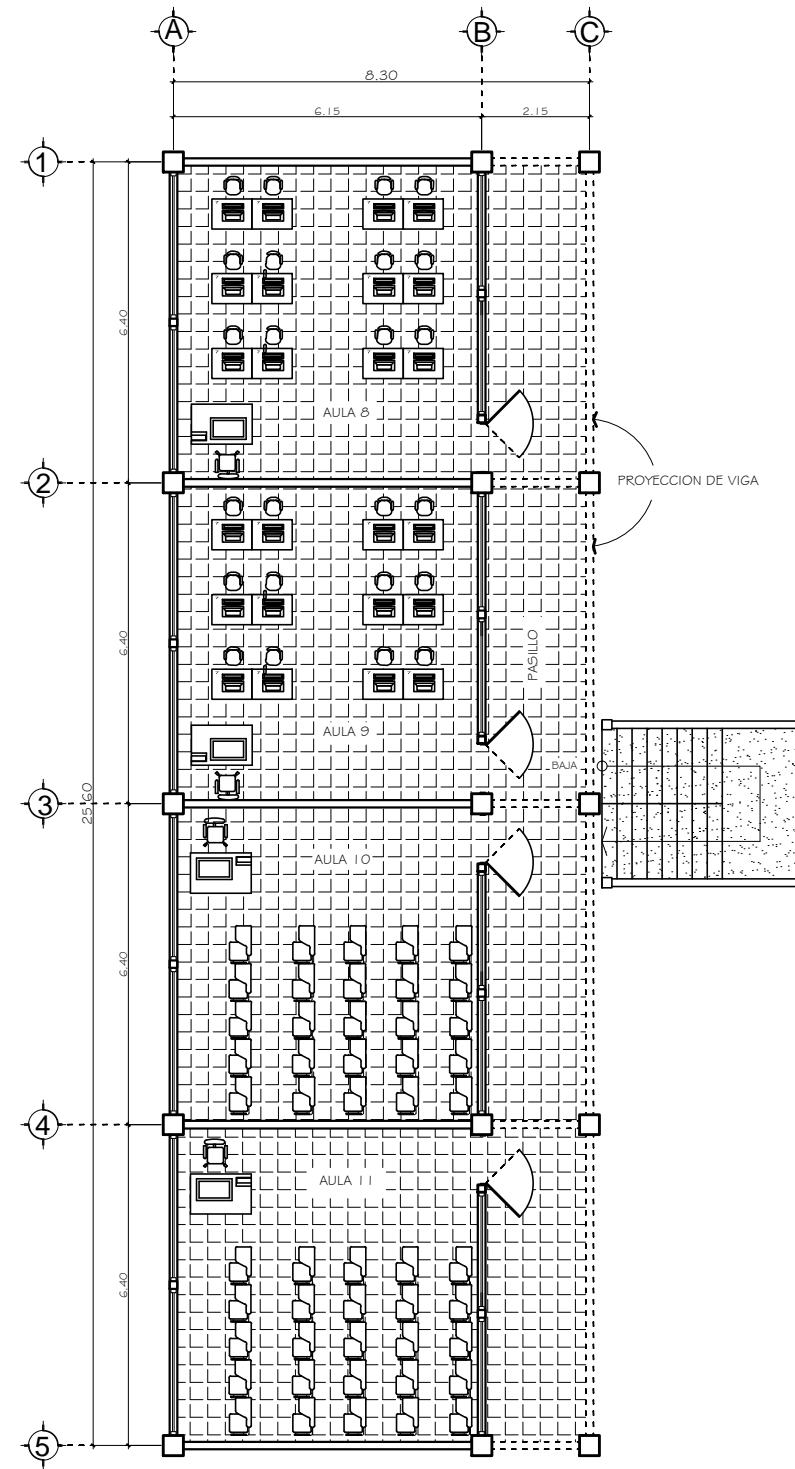 A
B
C
8.30
6.15
2.15
1
6.40
AULA 8
2
PROYECCION DE VIGA
6.40
PASILLO
AULA 9
BAJA
3
25.60
AULA 10
6.40
4
AULA 11
6.40
5